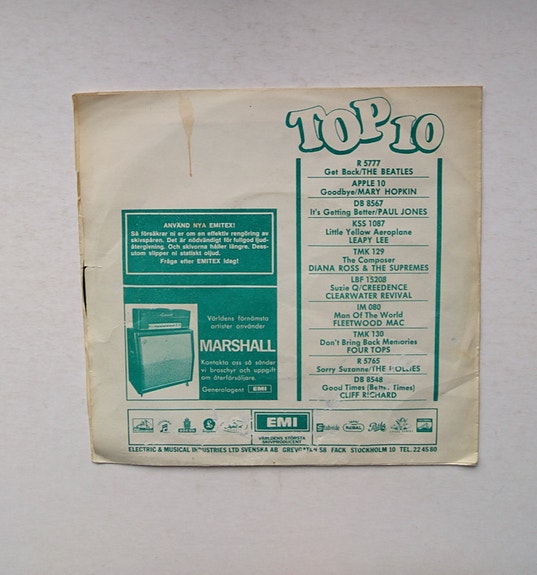 TOP 10
R 5777
Get Back/THE BEATLES
APPLE 10
Goodbye/MARY HOPKIN
DB 8567
It's Getting Better/PAUL JONES
KSS 1087
Little Yellow Aeroplane
LEAPY LEE
TMK 129
The Composer
DIANA ROSS & THE SUPREMES
LBF 15208
Suzie Q/CREEDENCE
CLEARWATER REVIVAL
IM 080
Man Of The World
FLEETWOOD MAC
TMK 130
Don't Bring Back Memories
FOUR TOPS
R 5765
Sorry Suzanne/THE HOLLIES
DB 8548
Good Times (Better Times)
CLIFF RICHARD
ANVÄND NYA EMITEX!
Så försäkrar ni er om en effektiv rengöring av
skivspåren. Det är nödvändigt för fullgod ljud-
återgivning. Och skivorna håller längre. Dess-
utom slipper ni statiskt oljud.
Fråga efter EMITEX idag!
Världens förnämsta
artister använder
MARSHALL
Kontakta oss så sänder
vi broschyr och uppgift
om återförsäljare.
Generalagent EMI
EMI
VÄRLDENS STÖRSTA
SKIVPRODUCENT
Stateside
REGAL
Pathé
ELECTRIC & MUSICAL INDUSTRIES LTD SVENSKA AB GREVGATAN 58 FACK STOCKHOLM 10 TEL. 22 45 80